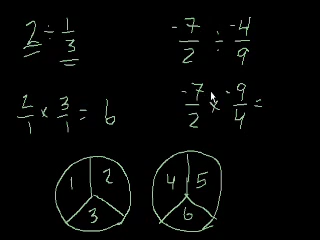 2 ÷ 1/3
-7/2 ÷ -4/9
2/1 × 3/1 = 6
-7/2 × -9/4 =
1 2 3
4 5 6